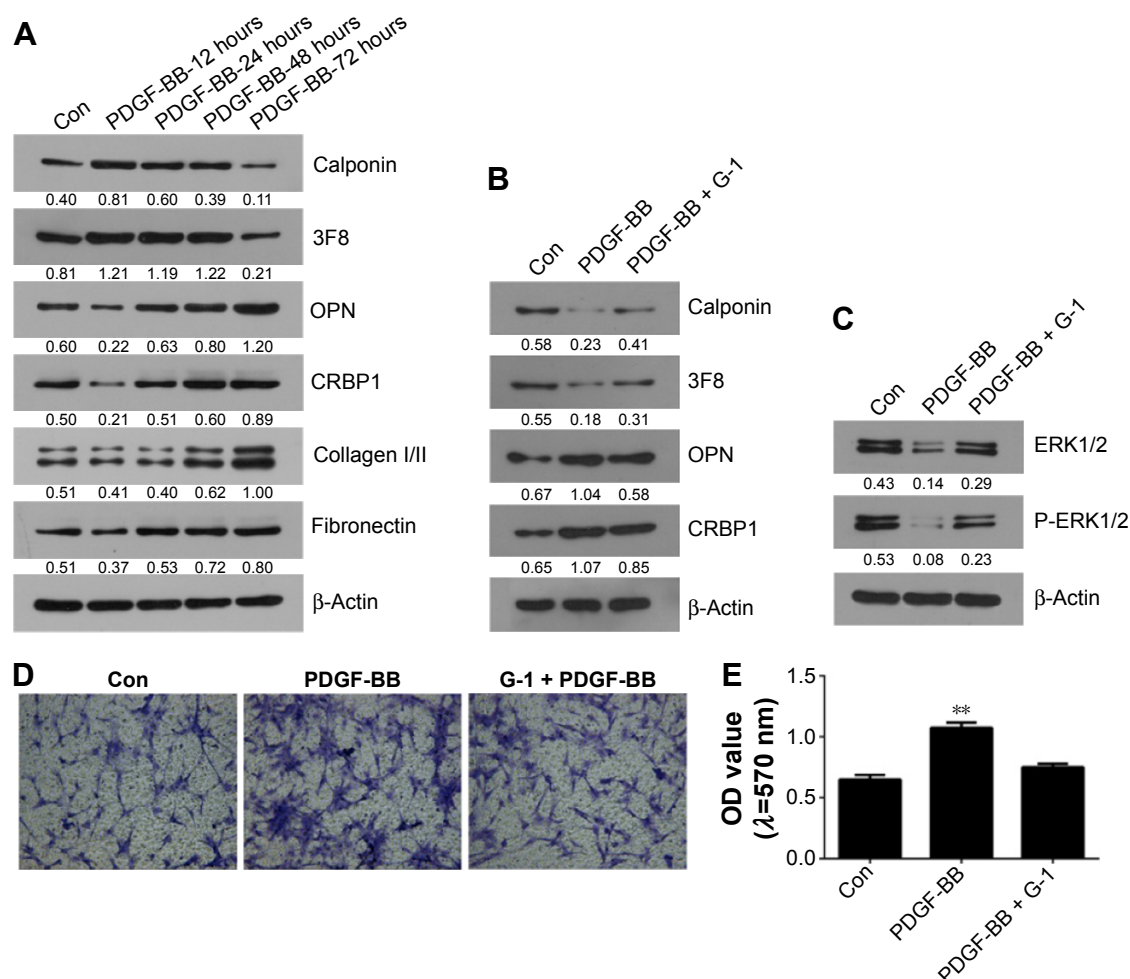 A
Con
PDGF-BB-12 hours
PDGF-BB-24 hours
PDGF-BB-48 hours
PDGF-BB-72 hours
Calponin
0.40 0.81 0.60 0.39 0.11
3F8
0.81 1.21 1.19 1.22 0.21
OPN
0.60 0.22 0.63 0.80 1.20
CRBP1
0.50 0.21 0.51 0.60 0.89
Collagen I/II
0.51 0.41 0.40 0.62 1.00
Fibronectin
0.51 0.37 0.53 0.72 0.80
β-Actin
B
Con
PDGF-BB
PDGF-BB + G-1
Calponin
0.58 0.23 0.41
3F8
0.55 0.18 0.31
OPN
0.67 1.04 0.58
CRBP1
0.65 1.07 0.85
β-Actin
C
Con
PDGF-BB
PDGF-BB + G-1
ERK1/2
0.43 0.14 0.29
P-ERK1/2
0.53 0.08 0.23
β-Actin
D
Con PDGF-BB G-1 + PDGF-BB
E
OD value
(λ=570 nm)
1.5
1.0
0.5
0.0
**
Con
PDGF-BB
PDGF-BB + G-1